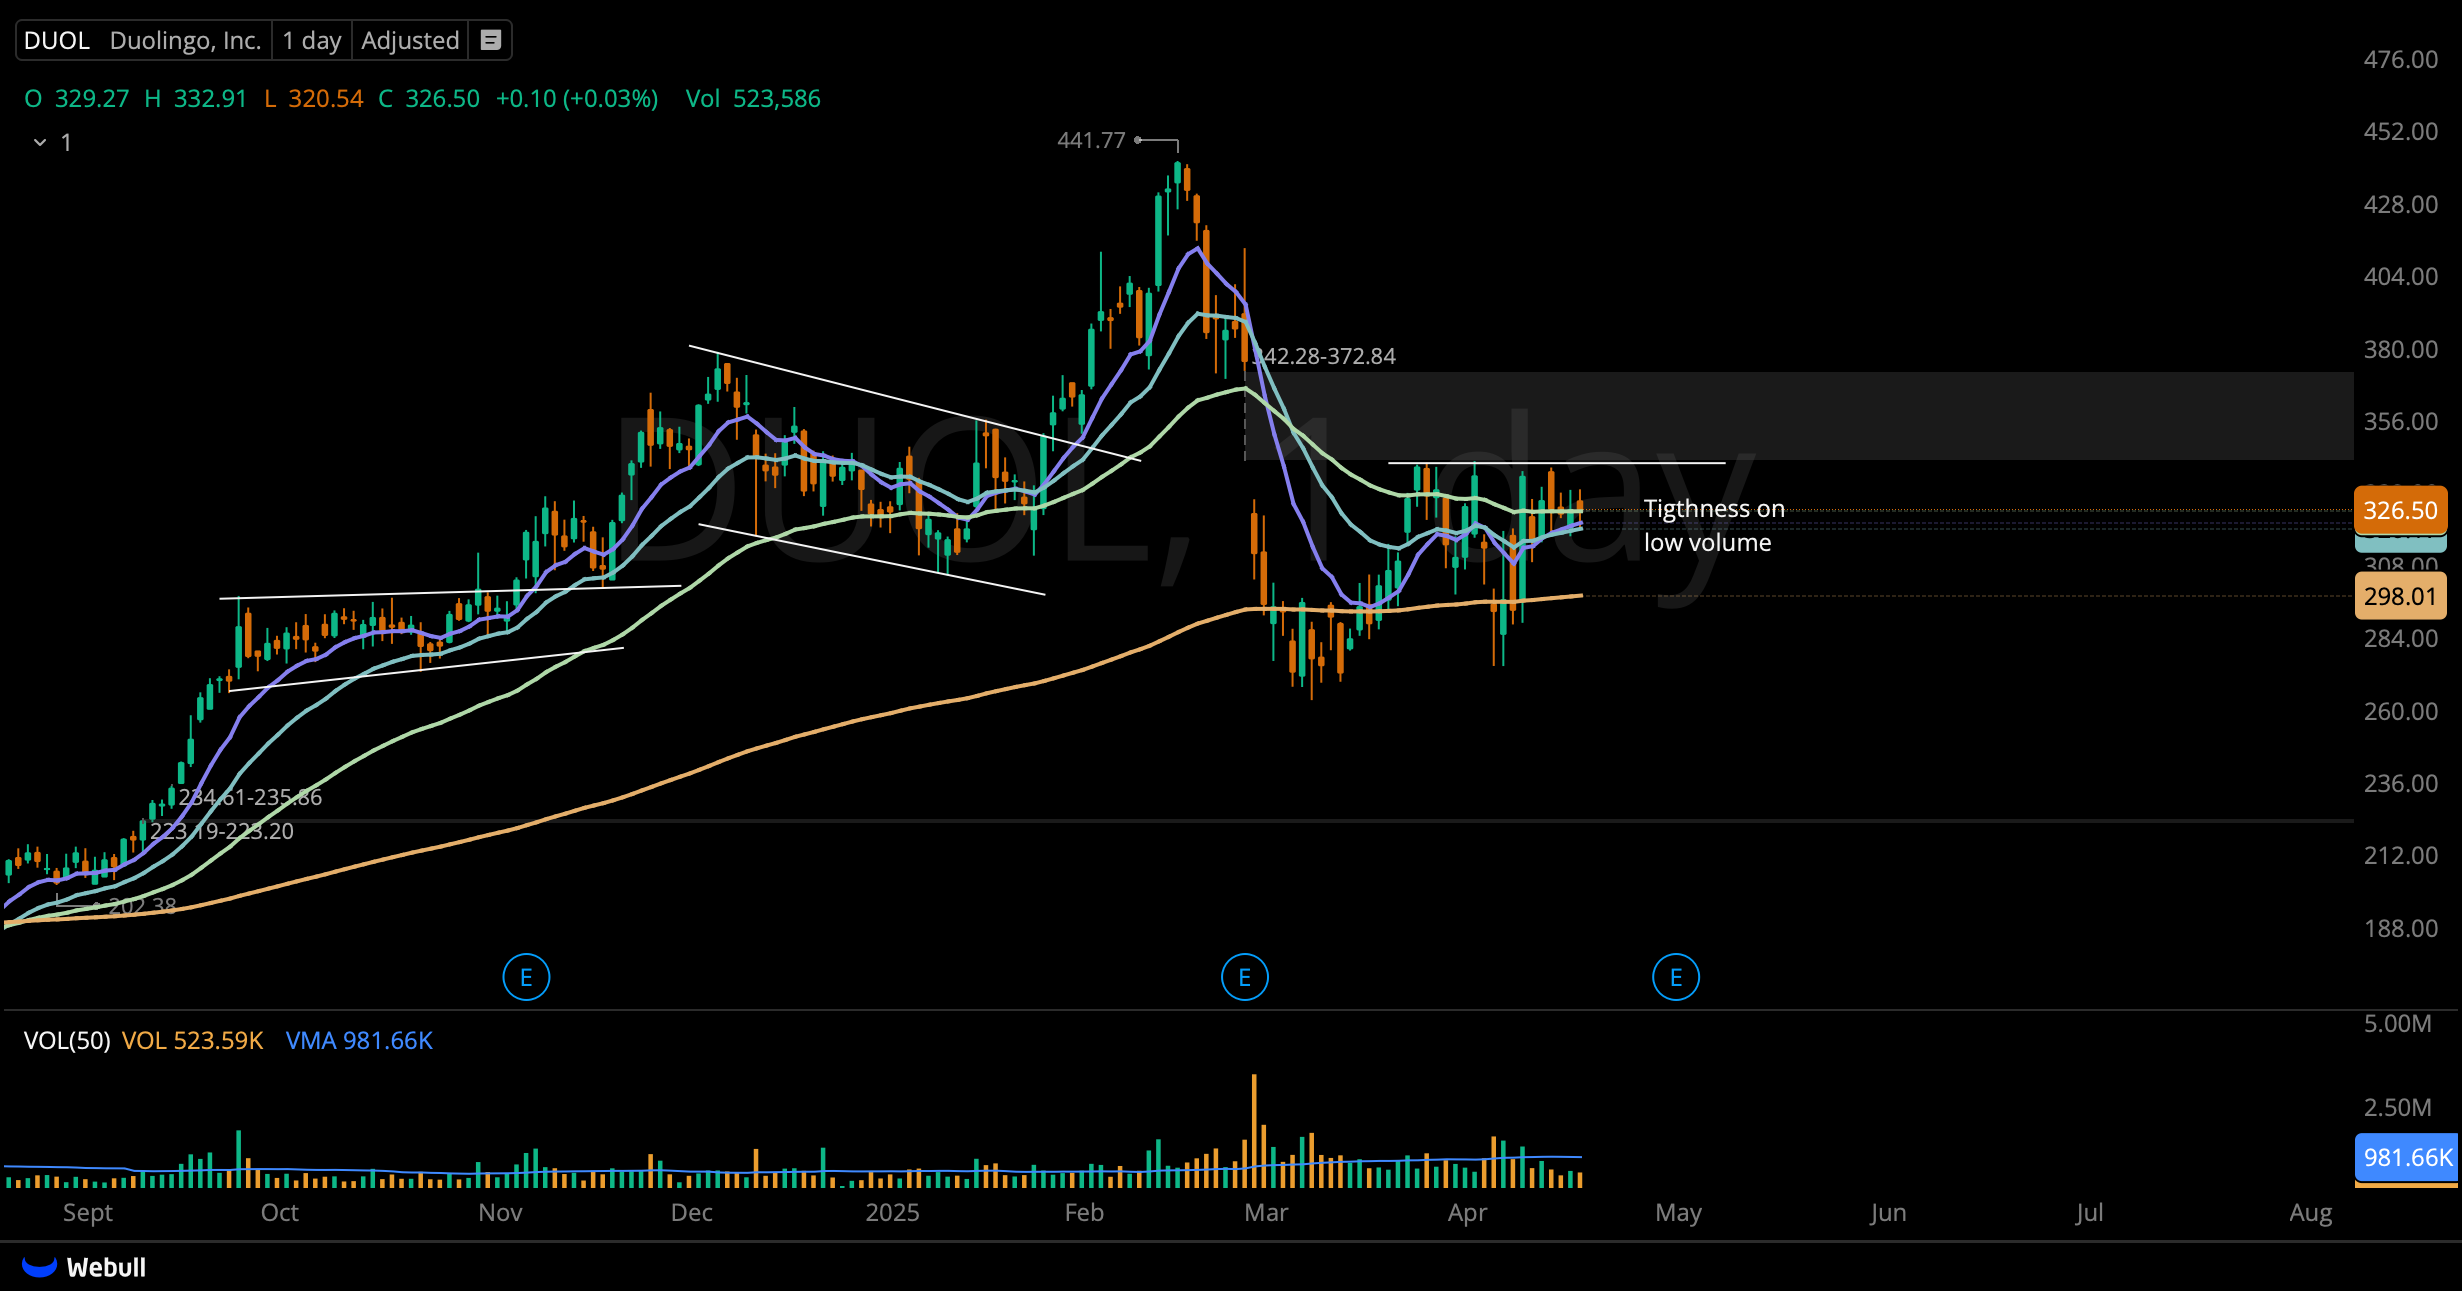 DUOL Duolingo, Inc. 1 day Adjusted
O 329.27 H 332.91 L 320.54 C 326.50 +0.10 (+0.03%) Vol 523,586
1
476.00
452.00
441.77
428.00
404.00
380.00
342.28-372.84
356.00
DUOL, 1 day
Tigthness on
low volume
326.50
308.00
298.01
284.00
260.00
236.00
234.61-235.86
223.19-223.20
212.00
202.38
188.00
E E E
VOL(50) VOL 523.59K VMA 981.66K
5.00M
2.50M
981.66K
Sept Oct Nov Dec 2025 Feb Mar Apr May Jun Jul Aug
Webull